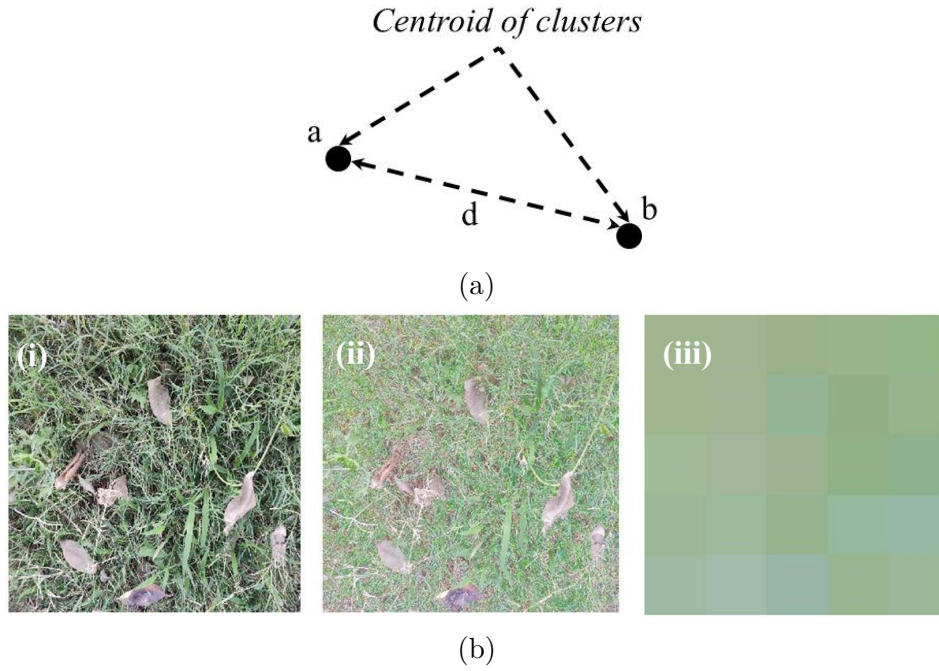 Centroid of clusters
a
b
d
(a)
(i) (ii) (iii)
(b)